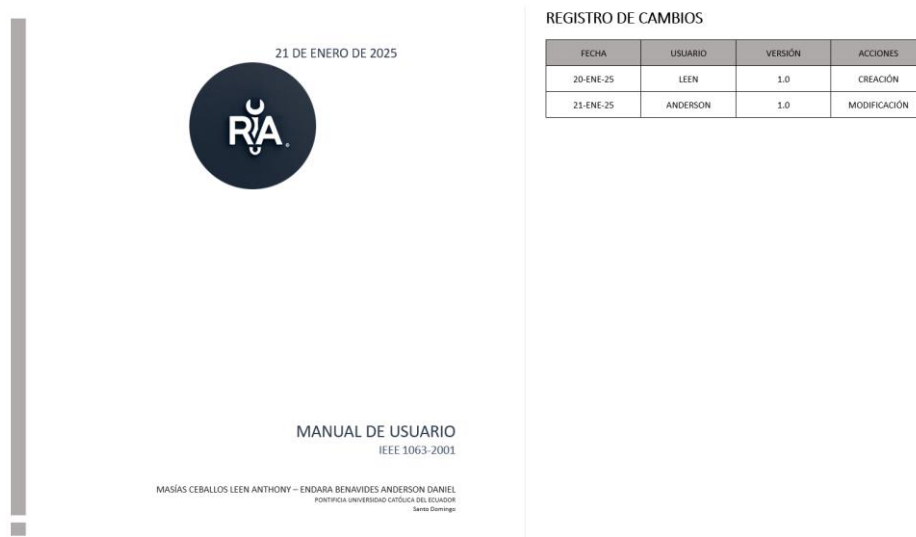 21 DE ENERO DE 2025
RIA
MANUAL DE USUARIO
IEEE 1063-2001
MASÍAS CEBALLOS LEEN ANTHONY – ENDARA BENAVIDES ANDERSON DANIEL
PONTIFICIA UNIVERSIDAD CATÓLICA DEL ECUADOR
Santo Domingo
REGISTRO DE CAMBIOS
FECHA USUARIO VERSIÓN ACCIONES
20-ENE-25 LEEN 1.0 CREACIÓN
21-ENE-25 ANDERSON 1.0 MODIFICACIÓN